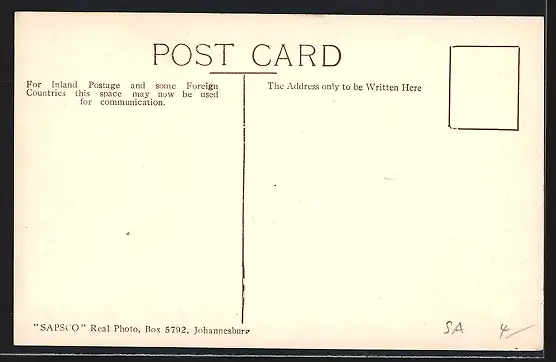 POST CARD
For Inland Postage and some Foreign
Countries this space may now be used
for communication.
The Address only to be Written Here
"SAPSCO" Real Photo, Box 5792, Johannesburg
SA 4/